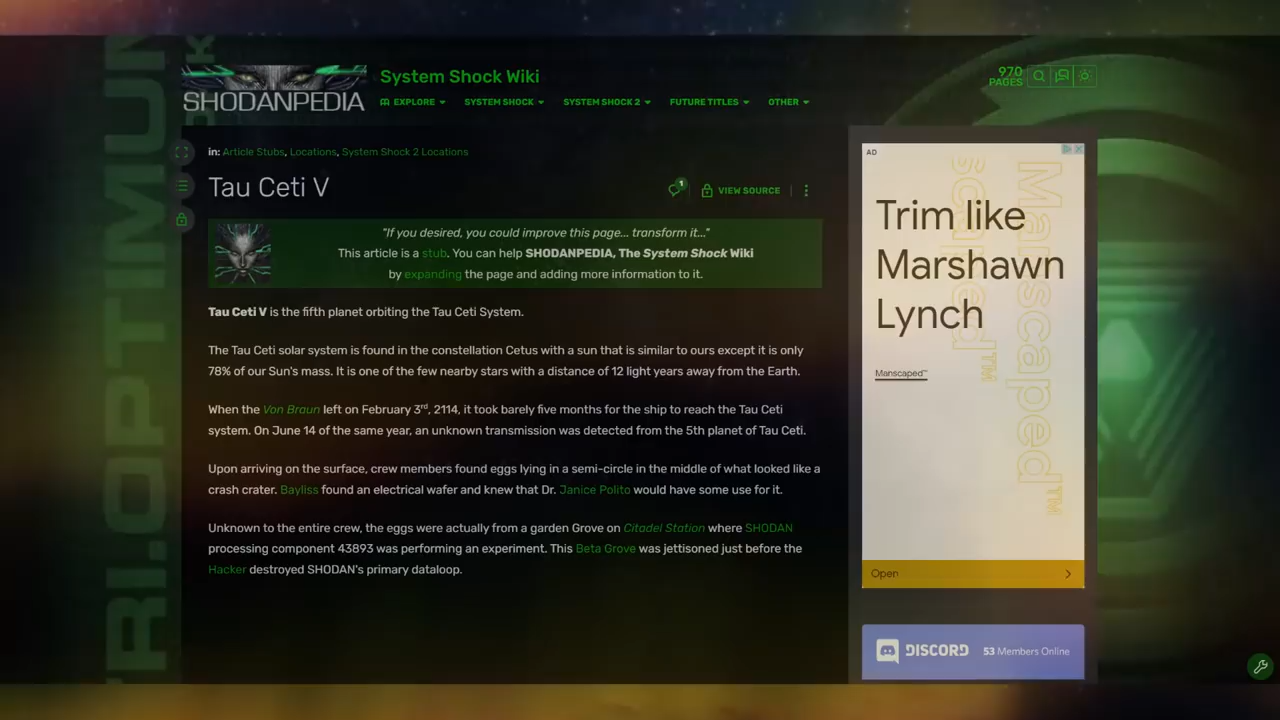 SHODANPEDIA
System Shock Wiki
EXPLORE
SYSTEM SHOCK
SYSTEM SHOCK 2
FUTURE TITLES
OTHER
970
PAGES
in: Article Stubs, Locations, System Shock 2 Locations
Tau Ceti V
1
VIEW SOURCE
"If you desired, you could improve this page... transform it..."
This article is a stub. You can help SHODANPEDIA, The System Shock Wiki
by expanding the page and adding more information to it.
Tau Ceti V is the fifth planet orbiting the Tau Ceti System.
The Tau Ceti solar system is found in the constellation Cetus with a sun that is similar to ours except it is only
78% of our Sun's mass. It is one of the few nearby stars with a distance of 12 light years away from the Earth.
When the Von Braun left on February 3rd, 2114, it took barely five months for the ship to reach the Tau Ceti
system. On June 14 of the same year, an unknown transmission was detected from the 5th planet of Tau Ceti.
Upon arriving on the surface, crew members found eggs lying in a semi-circle in the middle of what looked like a
crash crater. Bayliss found an electrical wafer and knew that Dr. Janice Polito would have some use for it.
Unknown to the entire crew, the eggs were actually from a garden Grove on Citadel Station where SHODAN
processing component 43893 was performing an experiment. This Beta Grove was jettisoned just before the
Hacker destroyed SHODAN's primary dataloop.
AD
Trim like
Marshawn
Lynch
Manscaped™
Manscaped™
scaped™
Open
DISCORD
53 Members Online
TRI.OPTIMUM